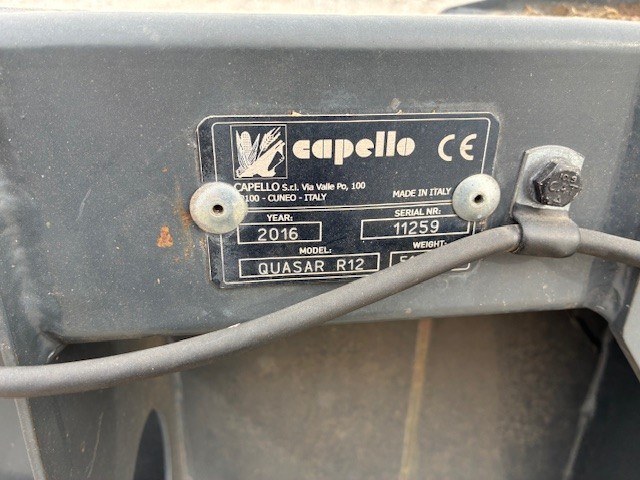 capello CE
CAPELLO S.r.l. Via Valle Po, 100
100 - CUNEO - ITALY
MADE IN ITALY
YEAR:
2016
SERIAL NR:
11259
MODEL:
QUASAR R12
WEIGHT: